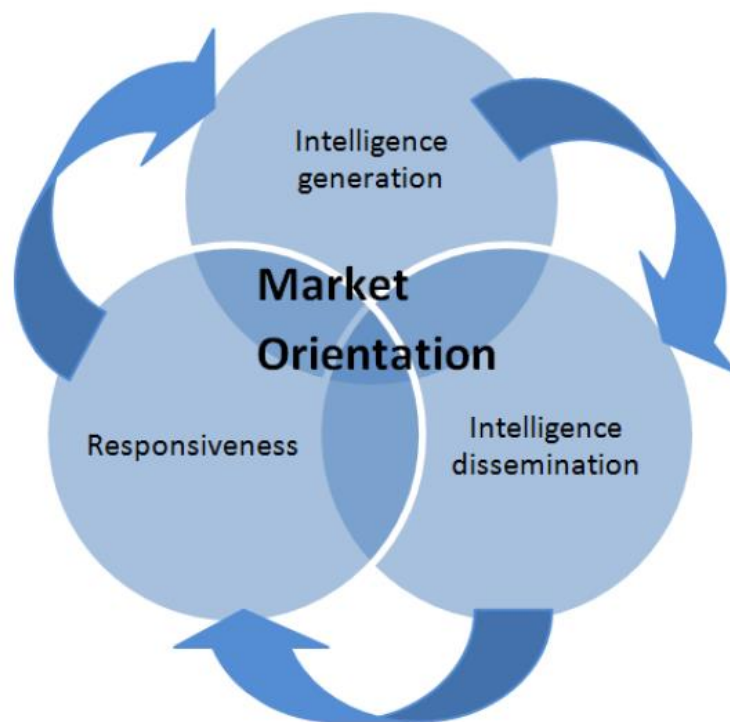 Intelligence
generation
Market
Orientation
Responsiveness
Intelligence
dissemination